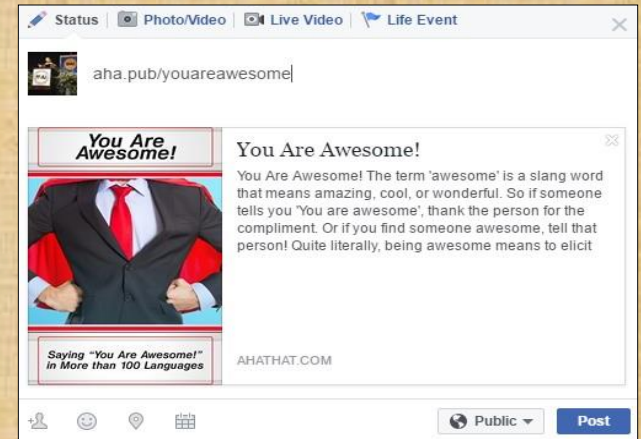 Status | Photo/Video | Live Video | Life Event
aha.pub/youareawesome
You Are
Awesome!
Saying "You Are Awesome!"
in More than 100 Languages
You Are Awesome!
You Are Awesome! The term 'awesome' is a slang word
that means amazing, cool, or wonderful. So if someone
tells you 'You are awesome', thank the person for the
compliment. Or if you find someone awesome, tell that
person! Quite literally, being awesome means to elicit
AHATHAT.COM
Public
Post